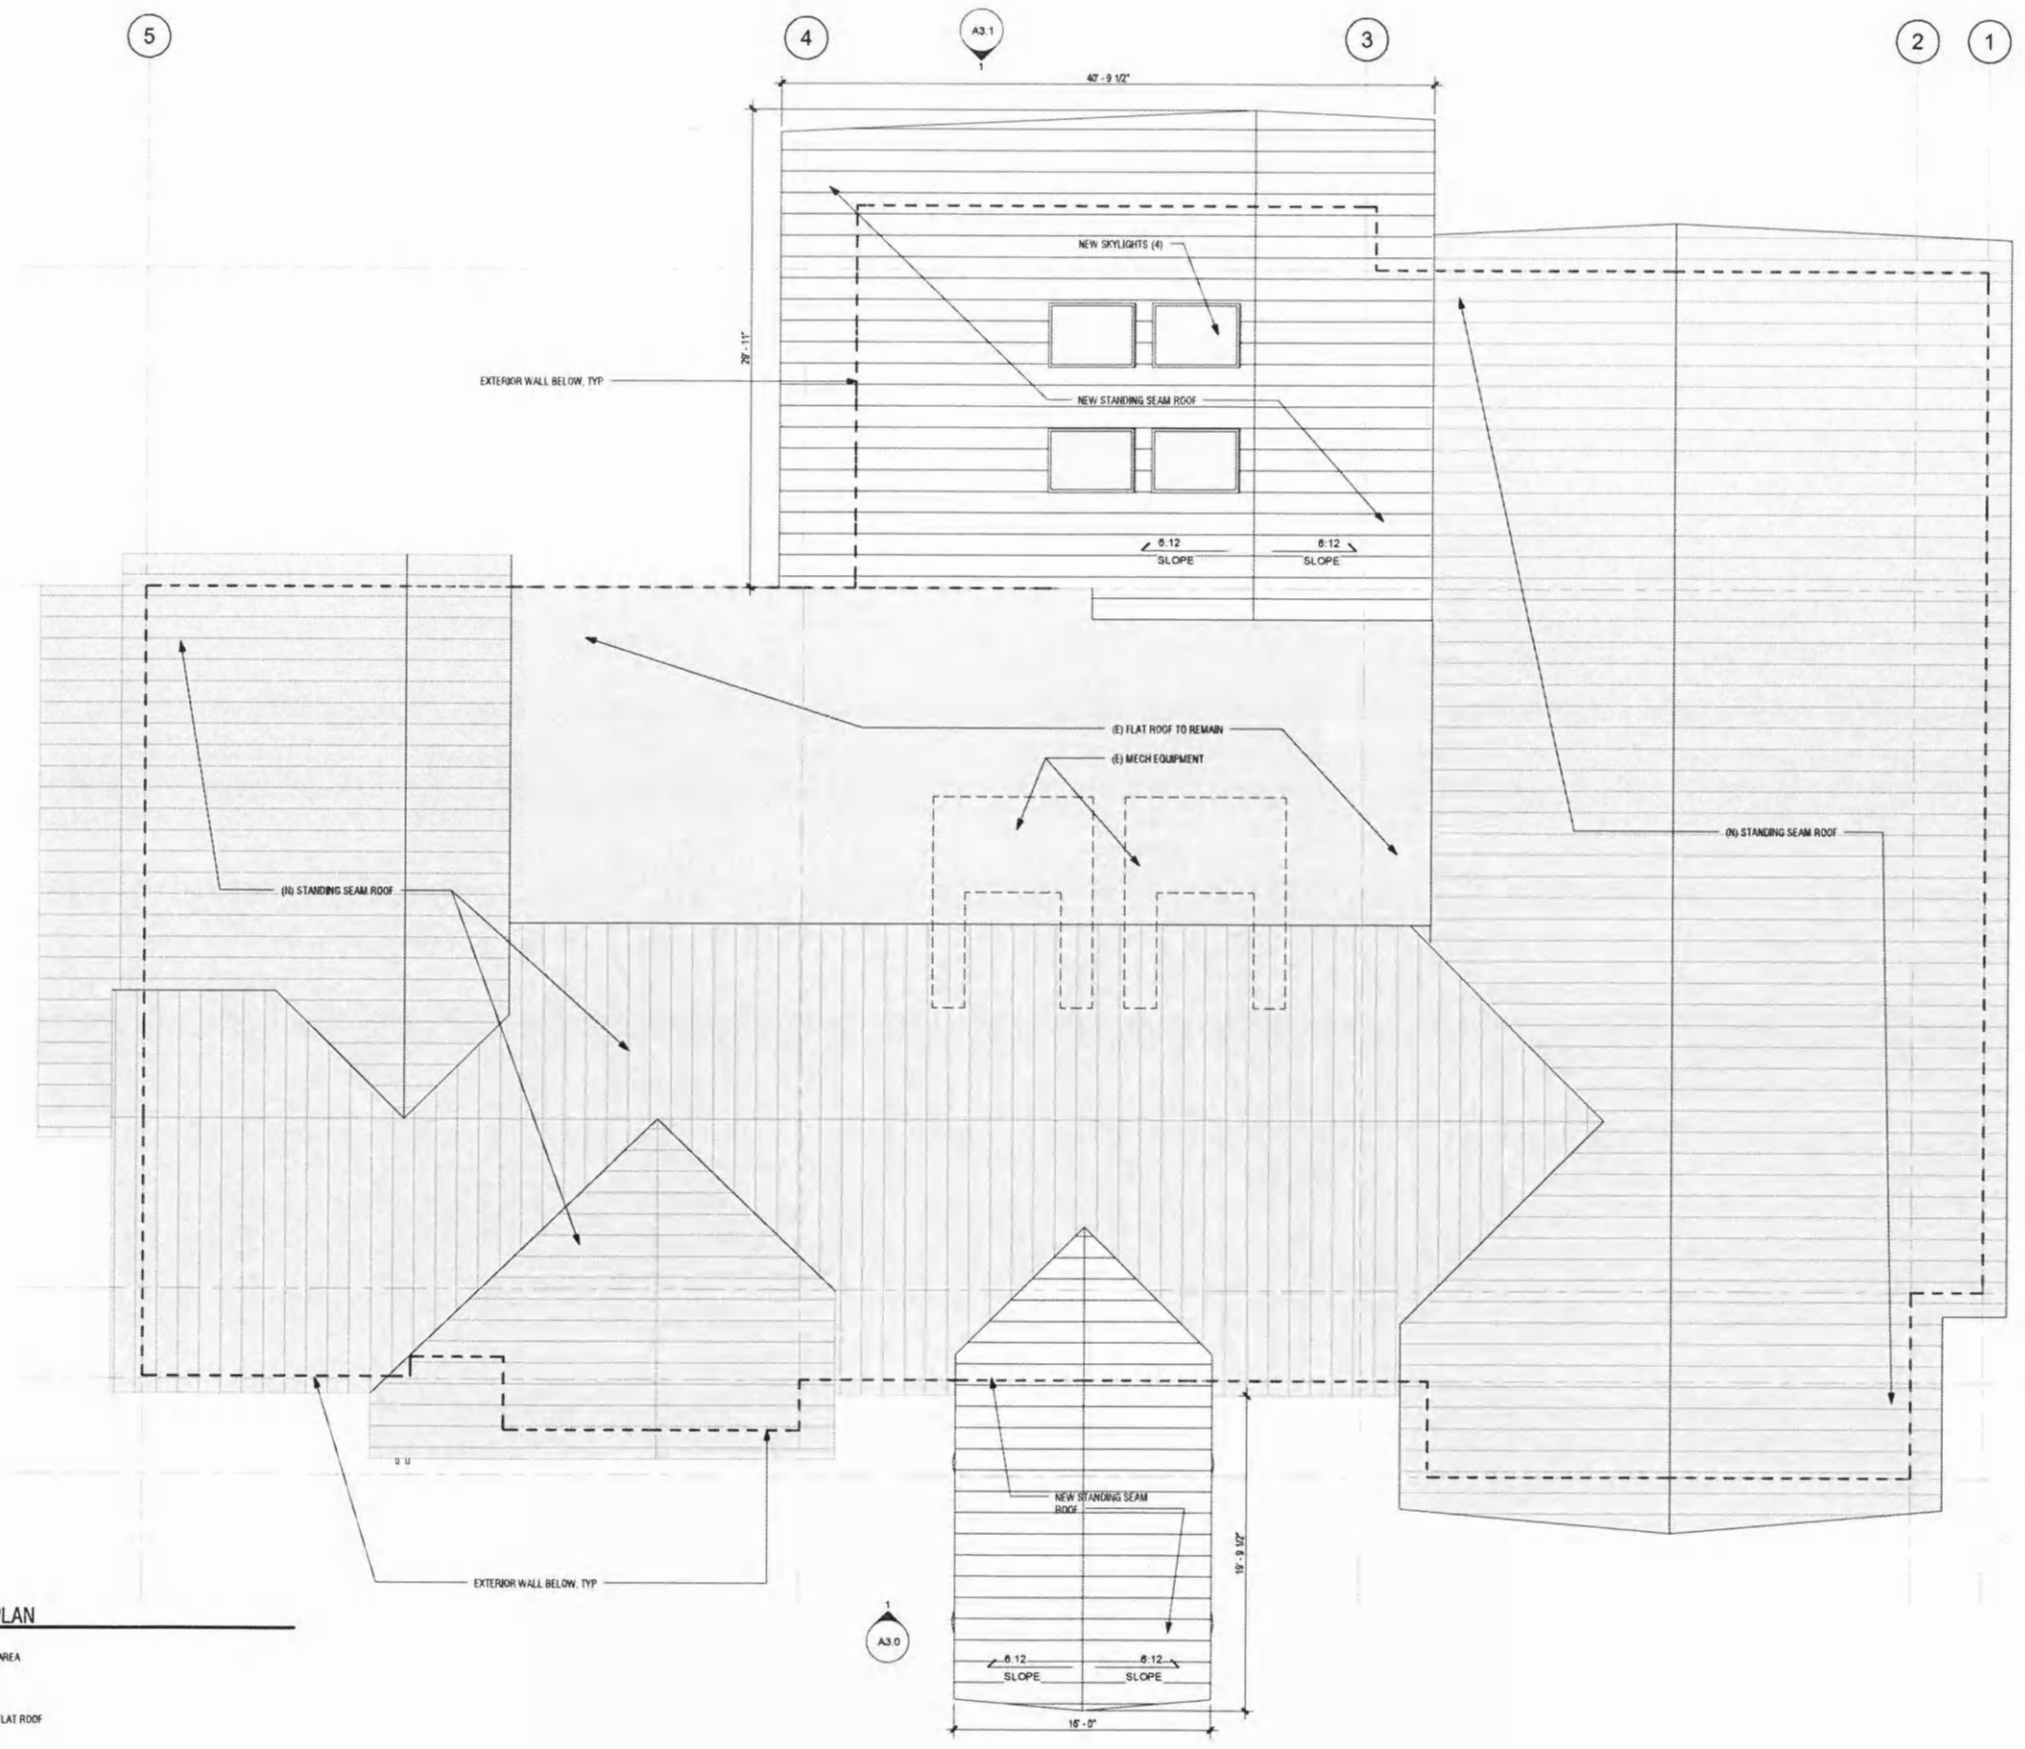 5
4
A3.1
1
3
2
1
40' - 9 1/2"
NEW SKYLIGHTS (4)
29' - 11"
EXTERIOR WALL BELOW, TYP
NEW STANDING SEAM ROOF
6:12
SLOPE
6:12
SLOPE
(E) FLAT ROOF TO REMAIN
(E) MECH EQUIPMENT
(N) STANDING SEAM ROOF
(N) STANDING SEAM ROOF
NEW STANDING SEAM
ROOF
19' - 9 1/2"
EXTERIOR WALL BELOW, TYP
1
A3.0
6:12
SLOPE
6:12
SLOPE
16' - 0"
PLAN
AREA
FLAT ROOF